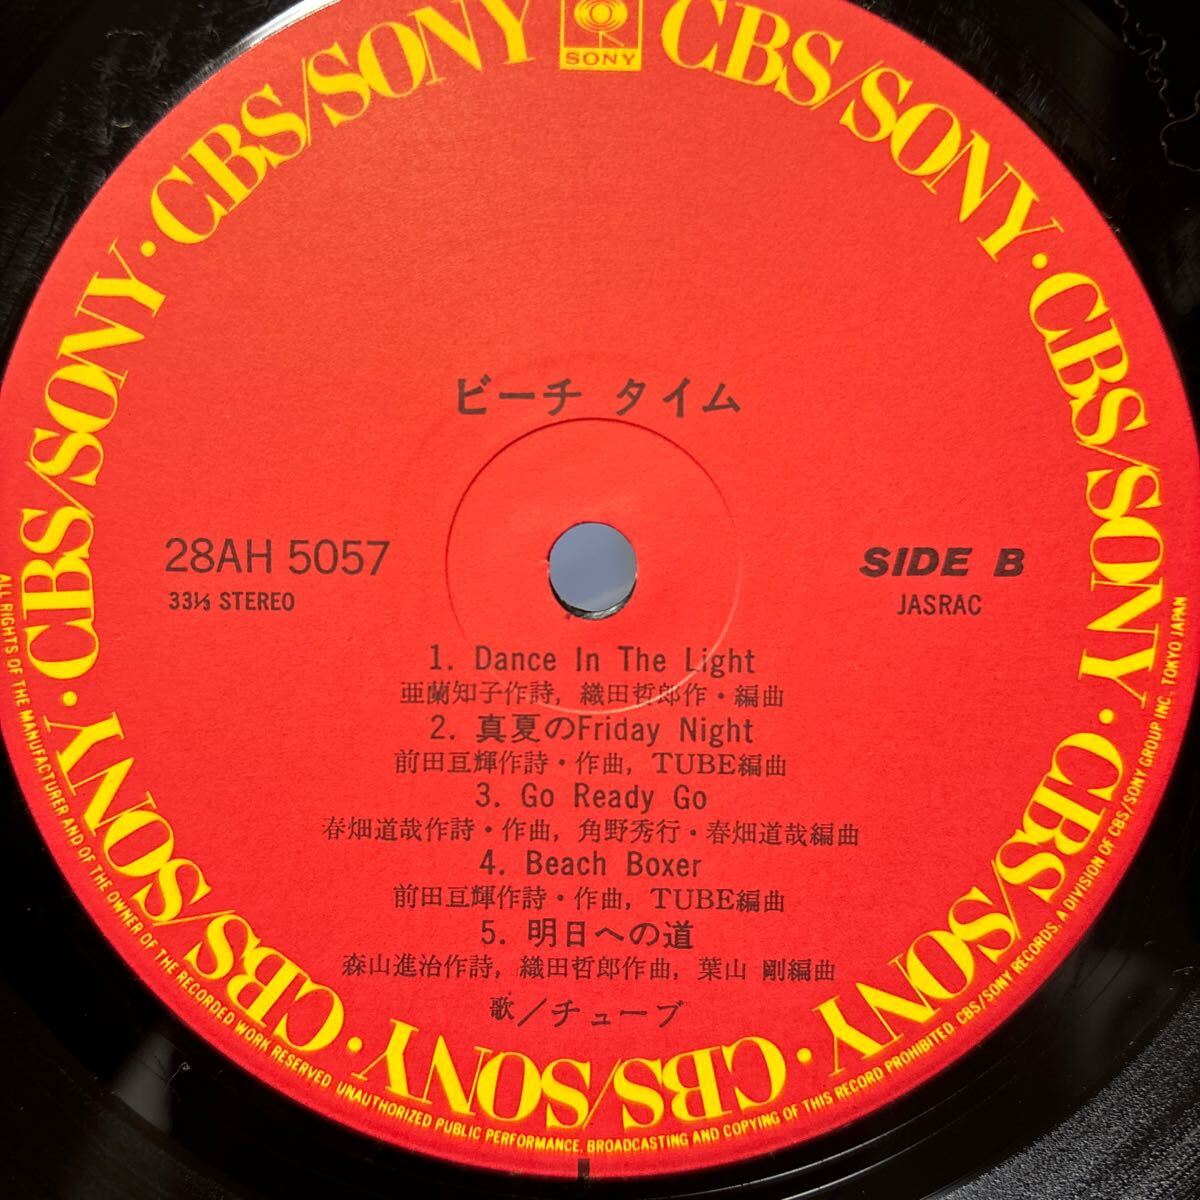 CBS/SONY · CBS/SONY · CBS/SONY · CBS/SONY · CBS/SONY · CBS/SONY · CBS/SONY · CBS/SONY · CBS/SONY
SONY
ビーチ タイム
28AH 5057
33⅓ STEREO
SIDE B
JASRAC
1. Dance In The Light
亜蘭知子作詩, 織田哲郎作・編曲
2. 真夏のFriday Night
前田亘輝作詩・作曲, TUBE編曲
3. Go Ready Go
春畑道哉作詩・作曲, 角野秀行・春畑道哉編曲
4. Beach Boxer
前田亘輝作詩・作曲, TUBE編曲
5. 明日への道
森山進治作詩, 織田哲郎作曲, 葉山 剛編曲
歌／チューブ
ALL RIGHTS OF THE MANUFACTURER AND OF THE OWNER OF THE RECORDED WORK RESERVED. UNAUTHORIZED PUBLIC PERFORMANCE, BROADCASTING AND COPYING OF THIS RECORD PROHIBITED. CBS/SONY RECORDS, A DIVISION OF CBS/SONY GROUP INC. TOKYO JAPAN